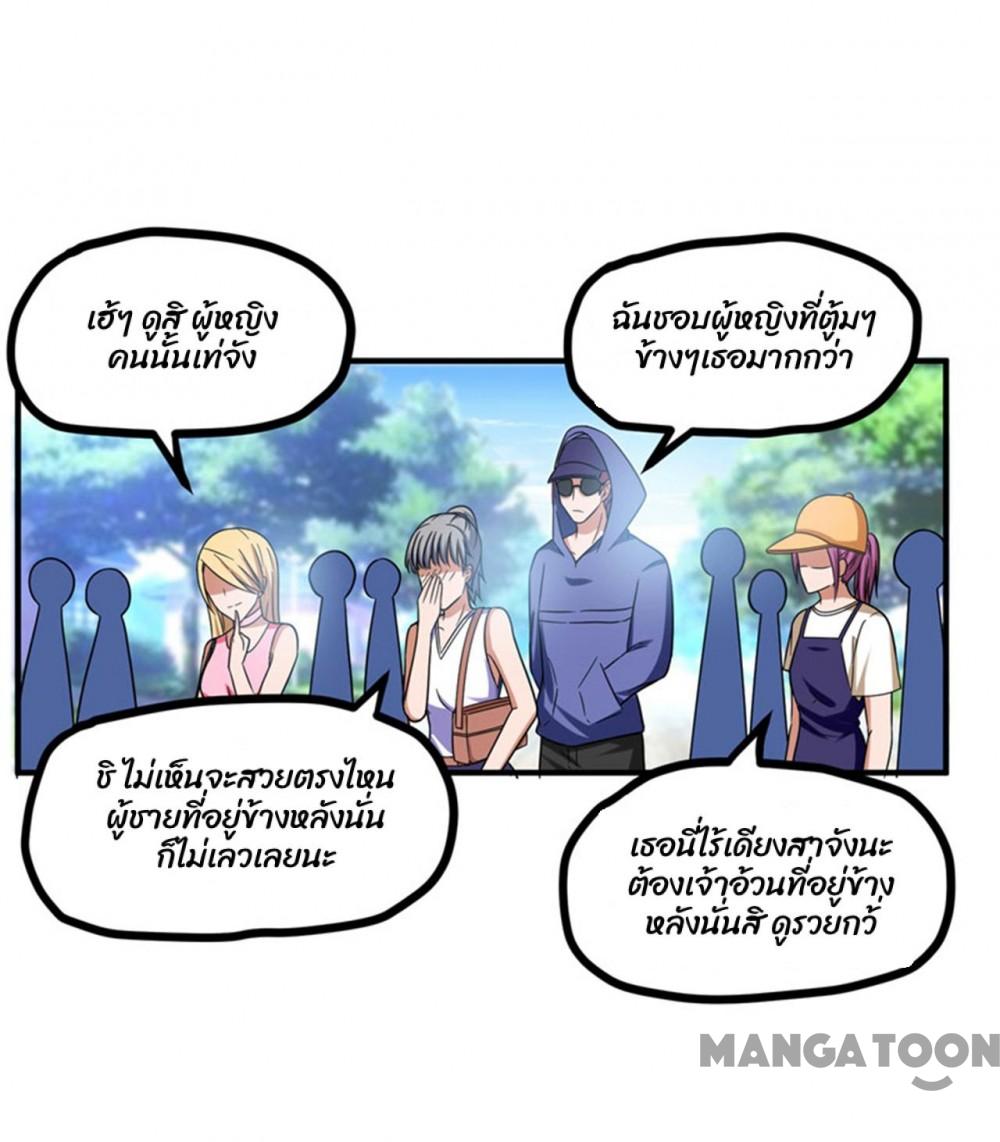 เฮ้ๆ ดูสิ ผู้หญิง
คนนั้นเท่จัง
ฉันชอบผู้หญิงที่ตู้มๆ
ข้างๆเธอมากกว่า
ชิ ไม่เห็นจะสวยตรงไหน
ผู้ชายที่อยู่ข้างหลังนั่น
ก็ไม่เลวเลยนะ
เธอนี่ไร้เดียงสาจังนะ
ต้องเจ้าอ้วนที่อยู่ข้าง
หลังนั่นสิ ดูรวยกว่
MANGATOON